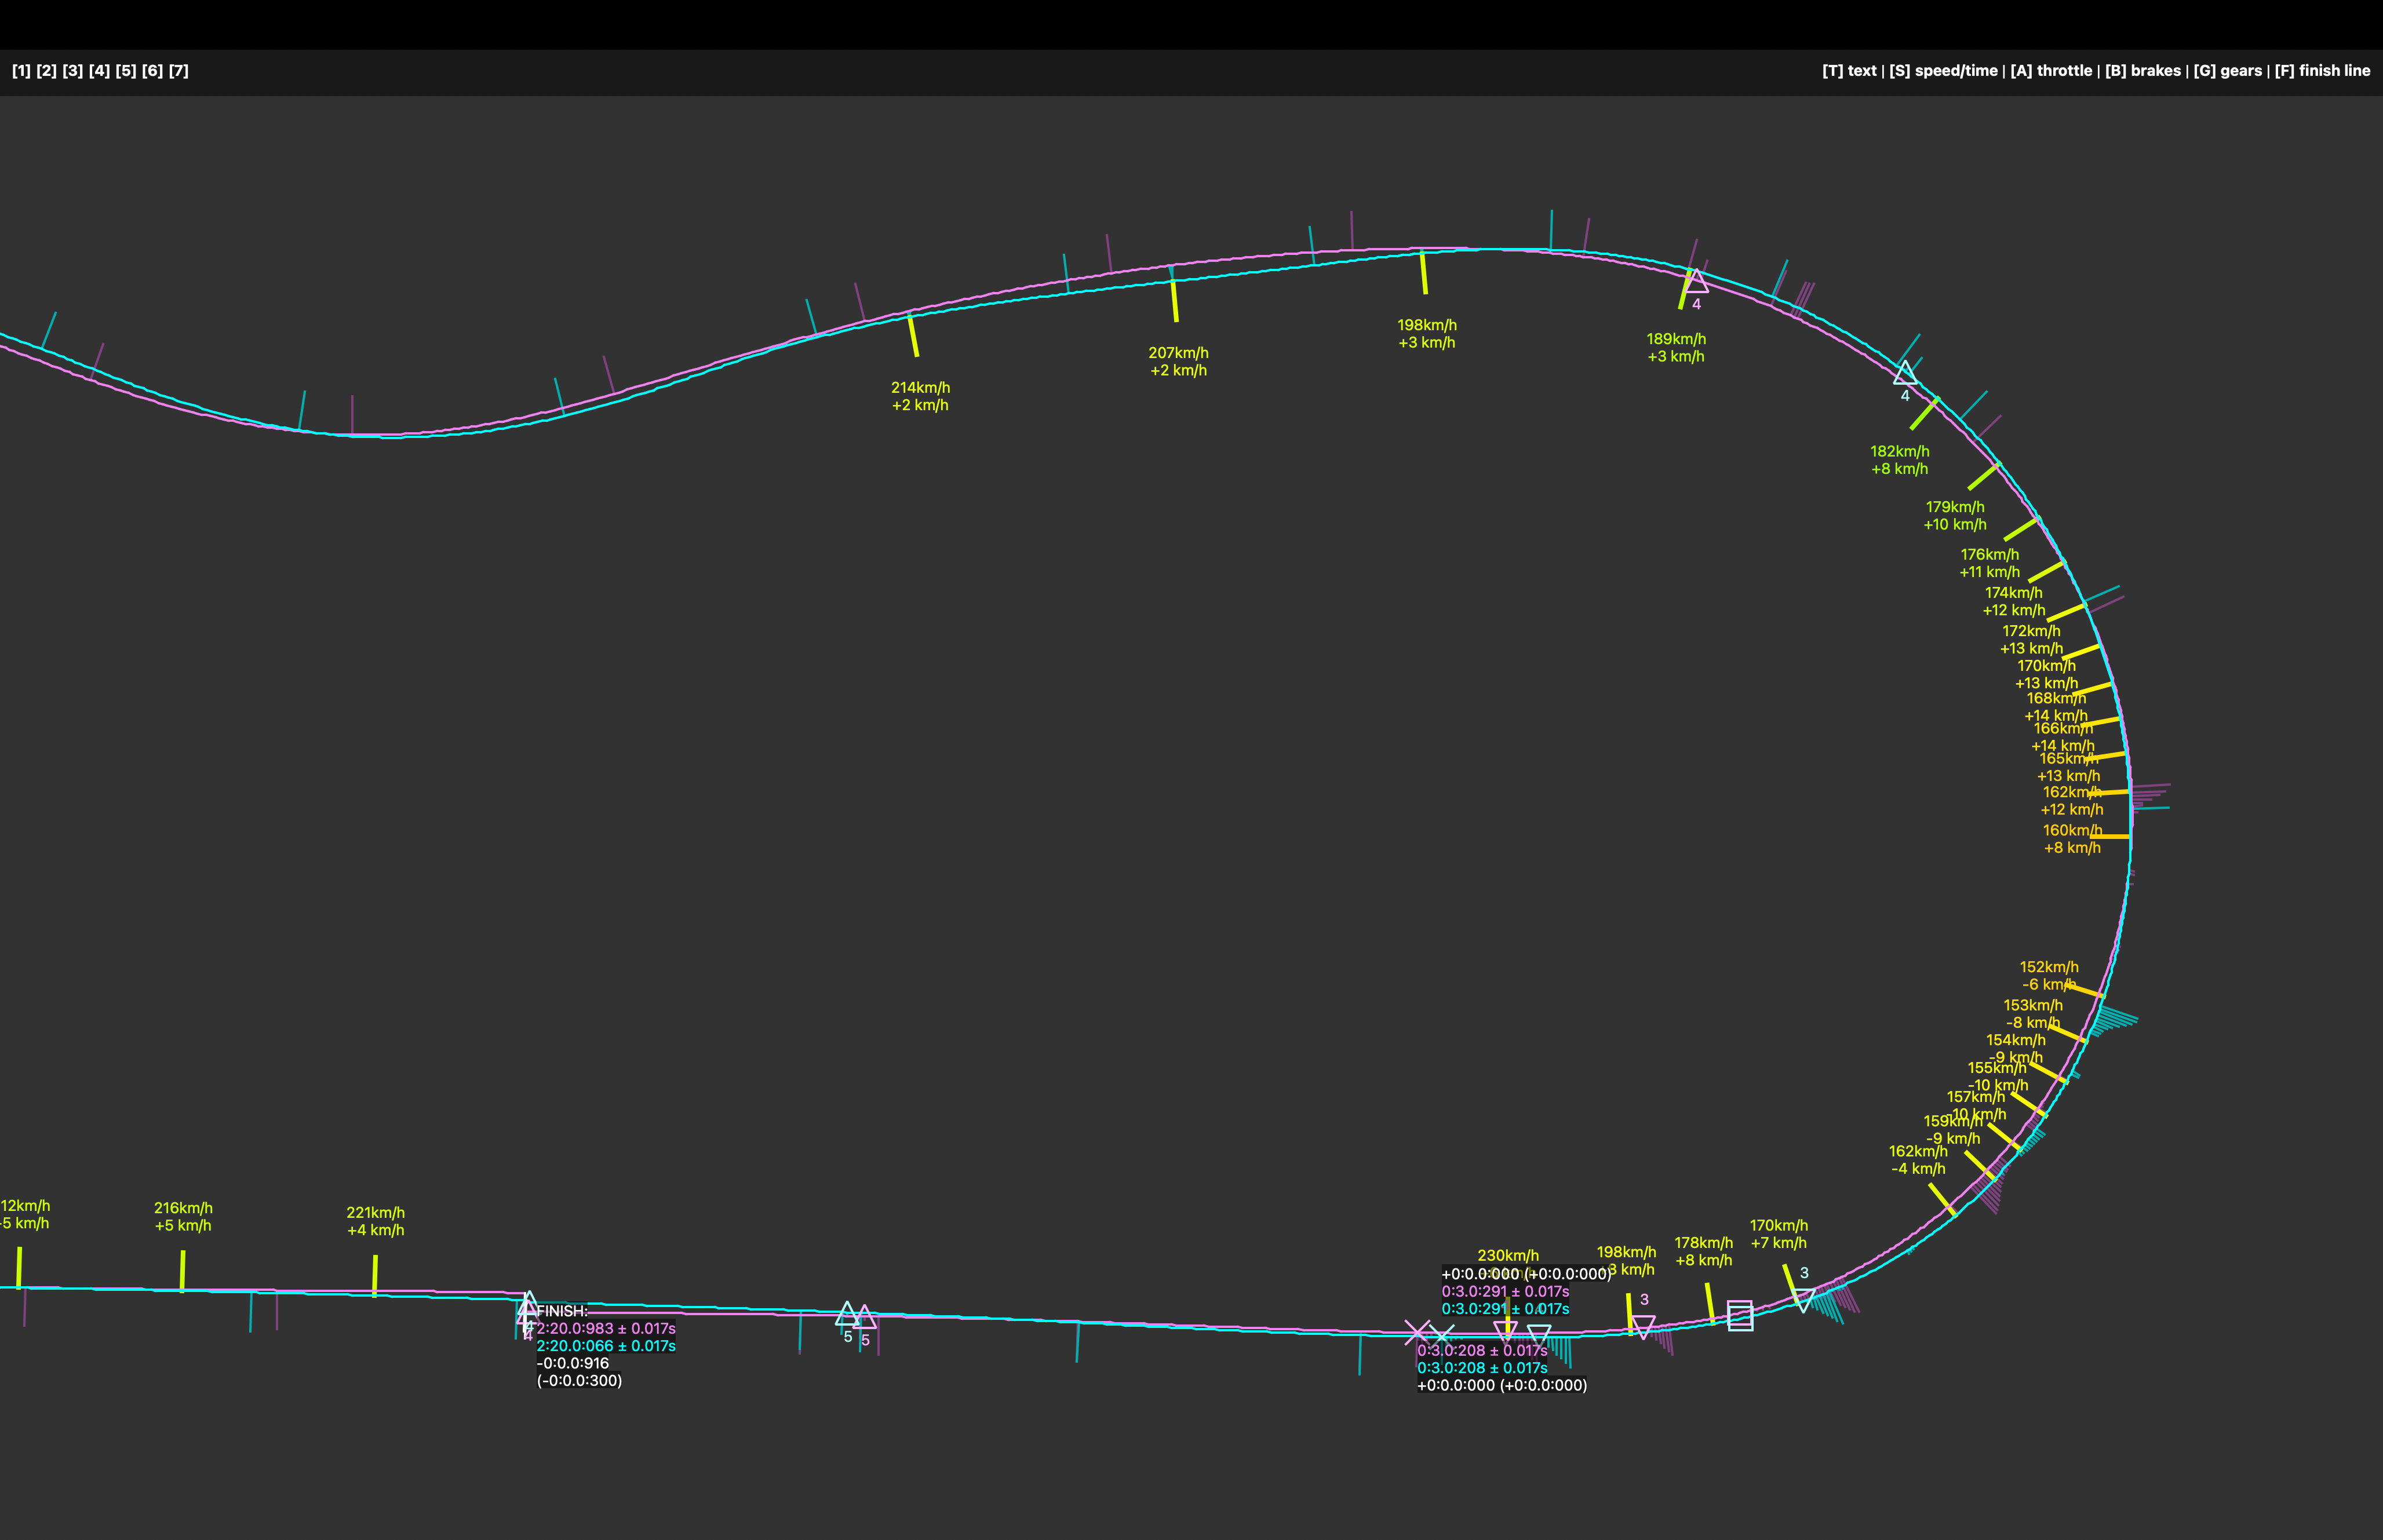 [1] [2] [3] [4] [5] [6] [7]
[T] text | [S] speed/time | [A] throttle | [B] brakes | [G] gears | [F] finish line
214km/h
+2 km/h
207km/h
+2 km/h
198km/h
+3 km/h
4
189km/h
+3 km/h
4
182km/h
+8 km/h
179km/h
+10 km/h
176km/h
+11 km/h
174km/h
+12 km/h
172km/h
+13 km/h
170km/h
+13 km/h
168km/h
+14 km/h
166km/h
+14 km/h
165km/h
+13 km/h
162km/h
+12 km/h
160km/h
+8 km/h
152km/h
-6 km/h
153km/h
-8 km/h
154km/h
-9 km/h
155km/h
-10 km/h
157km/h
-10 km/h
159km/h
-9 km/h
162km/h
-4 km/h
170km/h
+7 km/h
3
178km/h
+8 km/h
198km/h
+3 km/h
3
230km/h
+0:0.0:000 (+0:0.0:000)
0:3.0:291 ± 0.017s
0:3.0:291 ± 0.017s
0:3.0:208 ± 0.017s
0:3.0:208 ± 0.017s
+0:0.0:000 (+0:0.0:000)
5
5
12km/h
5 km/h
216km/h
+5 km/h
221km/h
+4 km/h
4
FINISH:
2:20.0:983 ± 0.017s
2:20.0:066 ± 0.017s
-0:0.0:916
(-0:0.0:300)